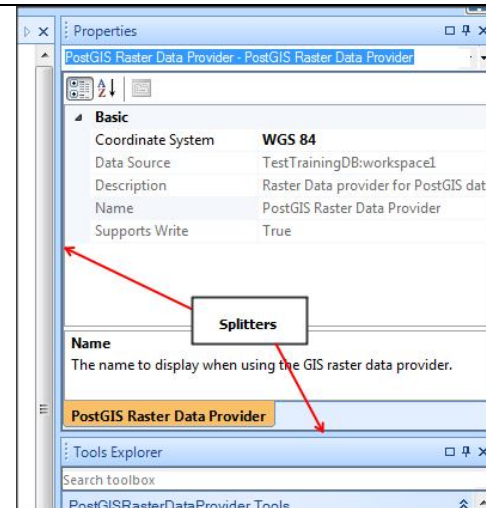 Properties
PostGIS Raster Data Provider - PostGIS Raster Data Provider
Basic
Coordinate System WGS 84
Data Source TestTrainingDB:workspace1
Description Raster Data provider for PostGIS dat
Name PostGIS Raster Data Provider
Supports Write True
Splitters
Name
The name to display when using the GIS raster data provider.
PostGIS Raster Data Provider
Tools Explorer
Search toolbox
PostGISRasterDataProvider Tools